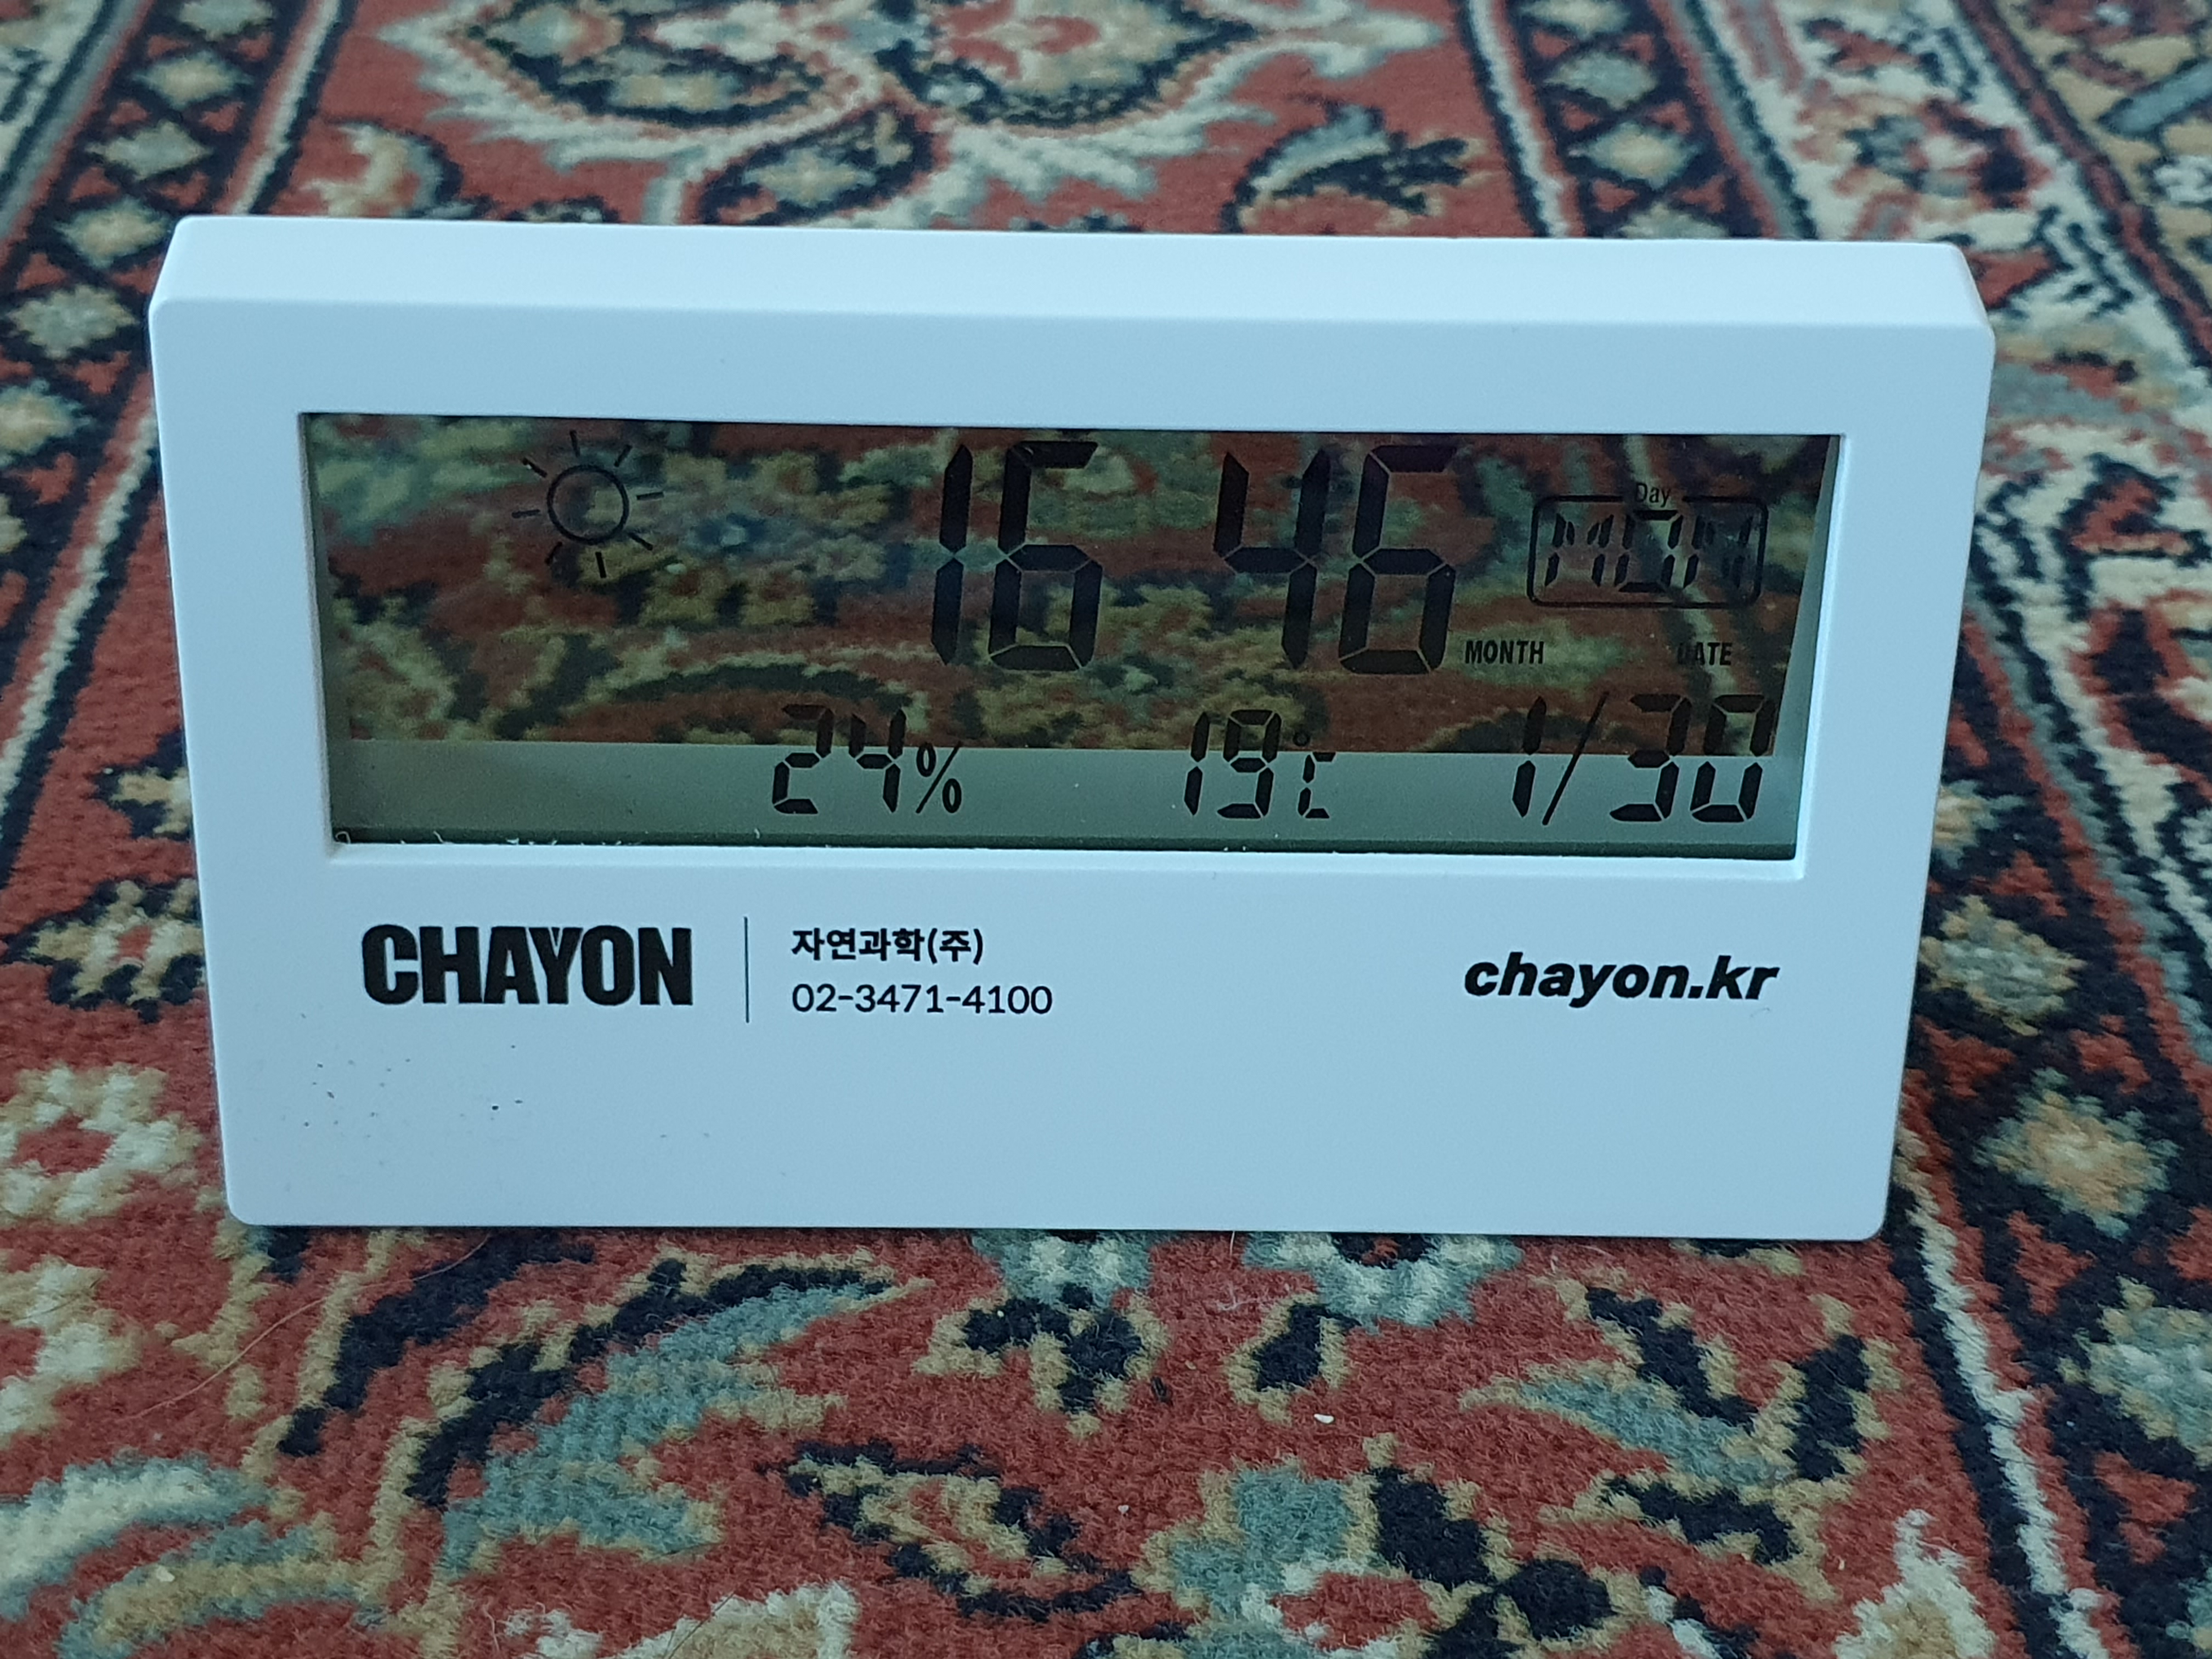 16 46
Day
MON
MONTH DATE
24% 19°C 1/30
CHAYON
자연과학(주)
02-3471-4100
chayon.kr